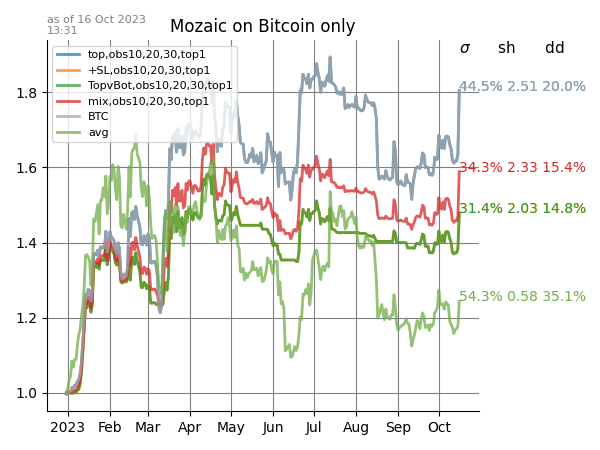 as of 16 Oct 2023
13:31
Mozaic on Bitcoin only
σ sh dd
top,obs10,20,30,top1
+SL,obs10,20,30,top1
TopvBot,obs10,20,30,top1
mix,obs10,20,30,top1
BTC
avg
44.5% 2.51 20.0%
34.3% 2.33 15.4%
31.4% 2.03 14.8%
54.3% 0.58 35.1%
1.8
1.6
1.4
1.2
1.0
2023 Feb Mar Apr May Jun Jul Aug Sep Oct